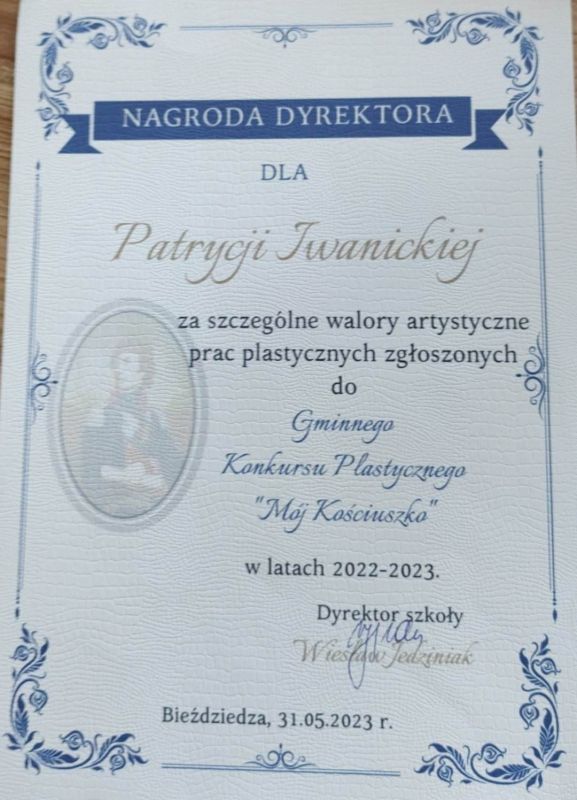 NAGRODA DYREKTORA
DLA
Patrycji Iwanickiej
za szczególne walory artystyczne
prac plastycznych zgłoszonych
do
Gminnego
Konkursu Plastycznego
"Mój Kościuszko"
w latach 2022-2023.
Dyrektor szkoły
Wiesław Jedziniak
Bieździedza, 31.05.2023 r.